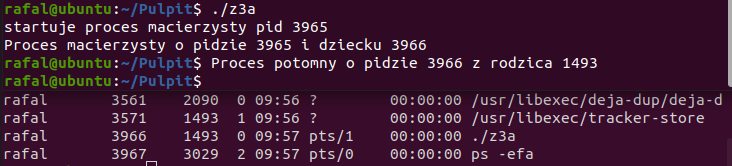 rafal@ubuntu:~/Pulpit$ ./z3a
startuje proces macierzysty pid 3965
Proces macierzysty o pidzie 3965 i dziecku 3966
rafal@ubuntu:~/Pulpit$ Proces potomny o pidzie 3966 z rodzica 1493
rafal@ubuntu:~/Pulpit$
rafal 3561 2090 0 09:56 ? 00:00:00 /usr/libexec/deja-dup/deja-d
rafal 3571 1493 1 09:56 ? 00:00:00 /usr/libexec/tracker-store
rafal 3966 1493 0 09:57 pts/1 00:00:00 ./z3a
rafal 3967 3029 2 09:57 pts/0 00:00:00 ps -efa